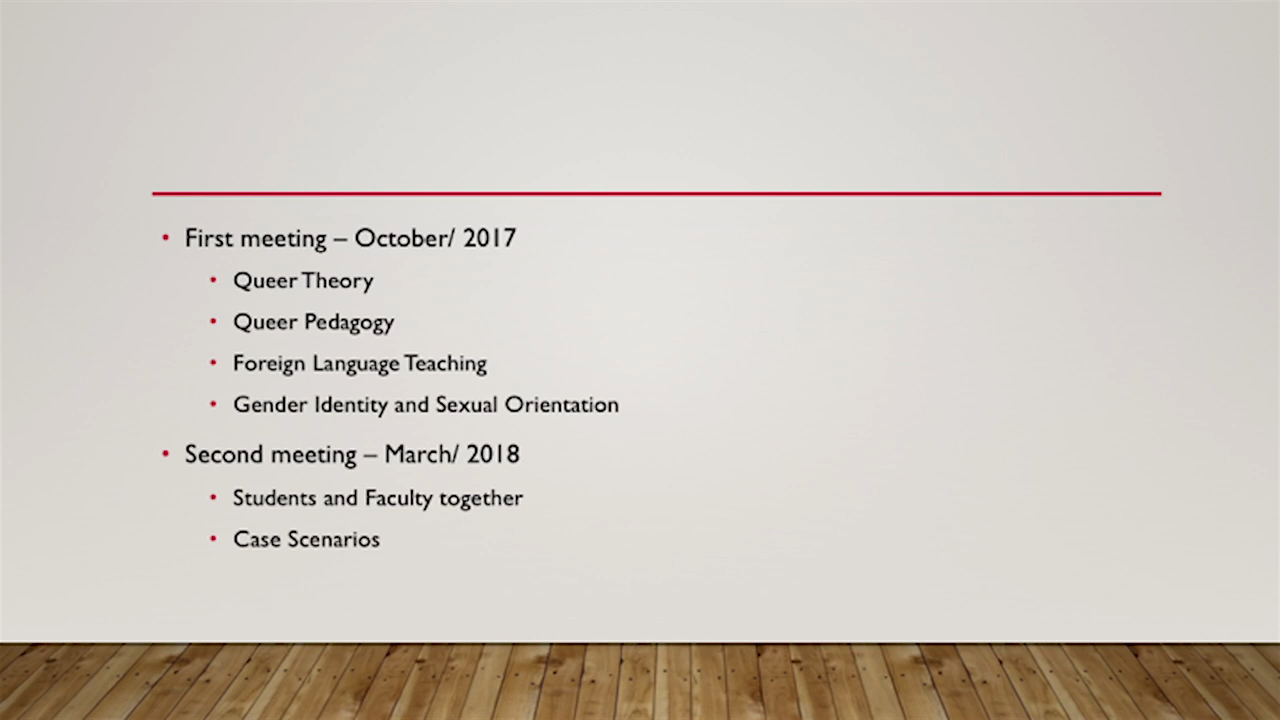 • First meeting – October/ 2017
• Queer Theory
• Queer Pedagogy
• Foreign Language Teaching
• Gender Identity and Sexual Orientation
• Second meeting – March/ 2018
• Students and Faculty together
• Case Scenarios